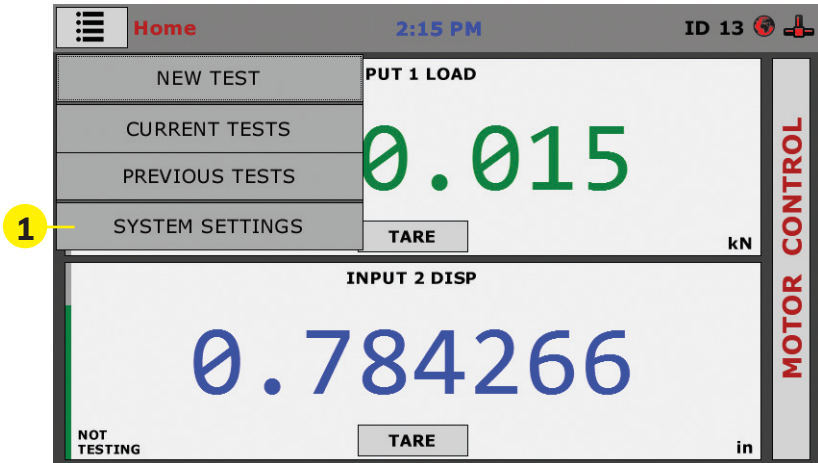 Home
2:15 PM
ID 13
NEW TEST
CURRENT TESTS
PREVIOUS TESTS
SYSTEM SETTINGS
1
PUT 1 LOAD
0.015
TARE
kN
INPUT 2 DISP
0.784266
NOT
TESTING
TARE
in
MOTOR CONTROL